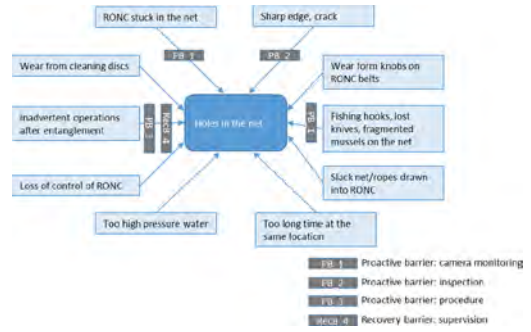 RONC stuck in the net
Sharp edge, crack
PB 1
PB 2
Wear from cleaning discs
Wear form knobs on
RONC belts
Inadvertent operations
after entanglement
PB 3
RecB 4
Holes in the net
PB 1
Fishing hooks, lost
knives, fragmented
mussels on the net
Loss of control of RONC
Slack net/ropes drawn
into RONC
Too high pressure water
Too long time at the
same location
PB 1 Proactive barrier: camera monitoring
PB 2 Proactive barrier: inspection
PB 3 Proactive barrier: procedure
RecB 4 Recovery barrier: supervision